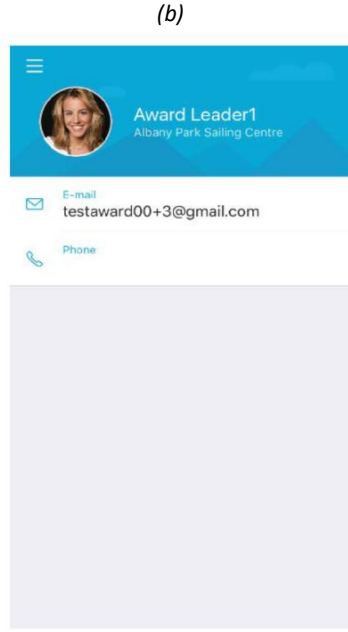 (b)
Award Leader1
Albany Park Sailing Centre
E-mail
testaward00+3@gmail.com
Phone